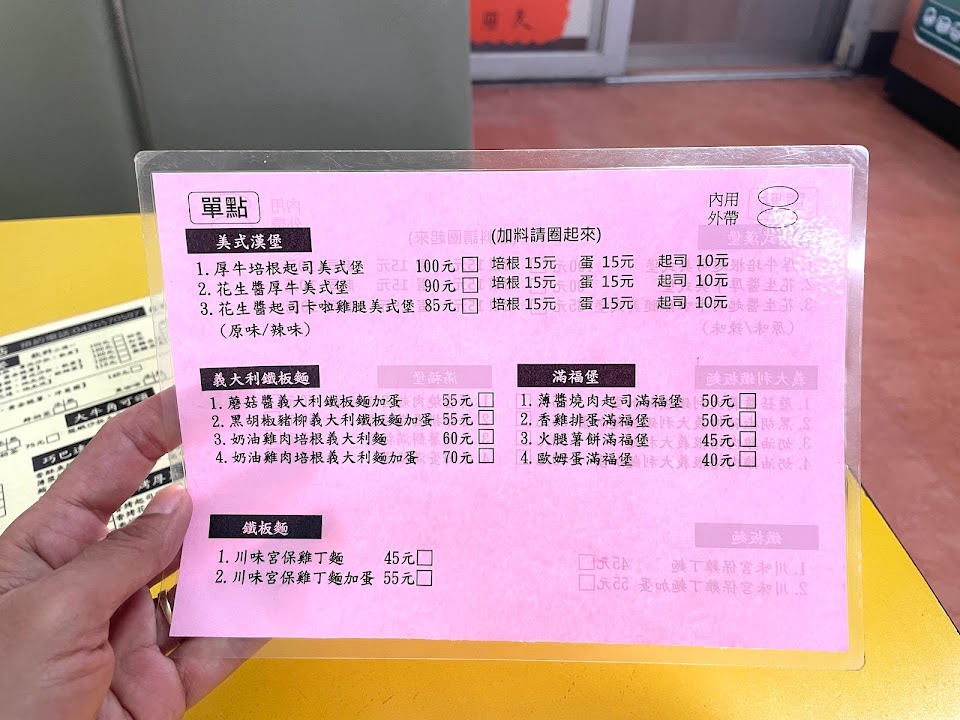 單點
內用
外帶
美式漢堡
(加料請圈起來)
1. 厚牛培根起司美式堡 100元 培根 15元 蛋 15元 起司 10元
2. 花生醬厚牛美式堡 90元 培根 15元 蛋 15元 起司 10元
3. 花生醬起司卡啦雞腿美式堡 85元 培根 15元 蛋 15元 起司 10元
(原味/辣味)
義大利鐵板麵
1. 蘑菇醬義大利鐵板麵加蛋 55元
2. 黑胡椒豬柳義大利鐵板麵加蛋 55元
3. 奶油雞肉培根義大利麵 60元
4. 奶油雞肉培根義大利麵加蛋 70元
滿福堡
1. 薄醬燒肉起司滿福堡 50元
2. 香雞排蛋滿福堡 50元
3. 火腿薯餅滿福堡 45元
4. 歐姆蛋滿福堡 40元
鐵板麵
1. 川味宮保雞丁麵 45元
2. 川味宮保雞丁麵加蛋 55元
大牛角可頌